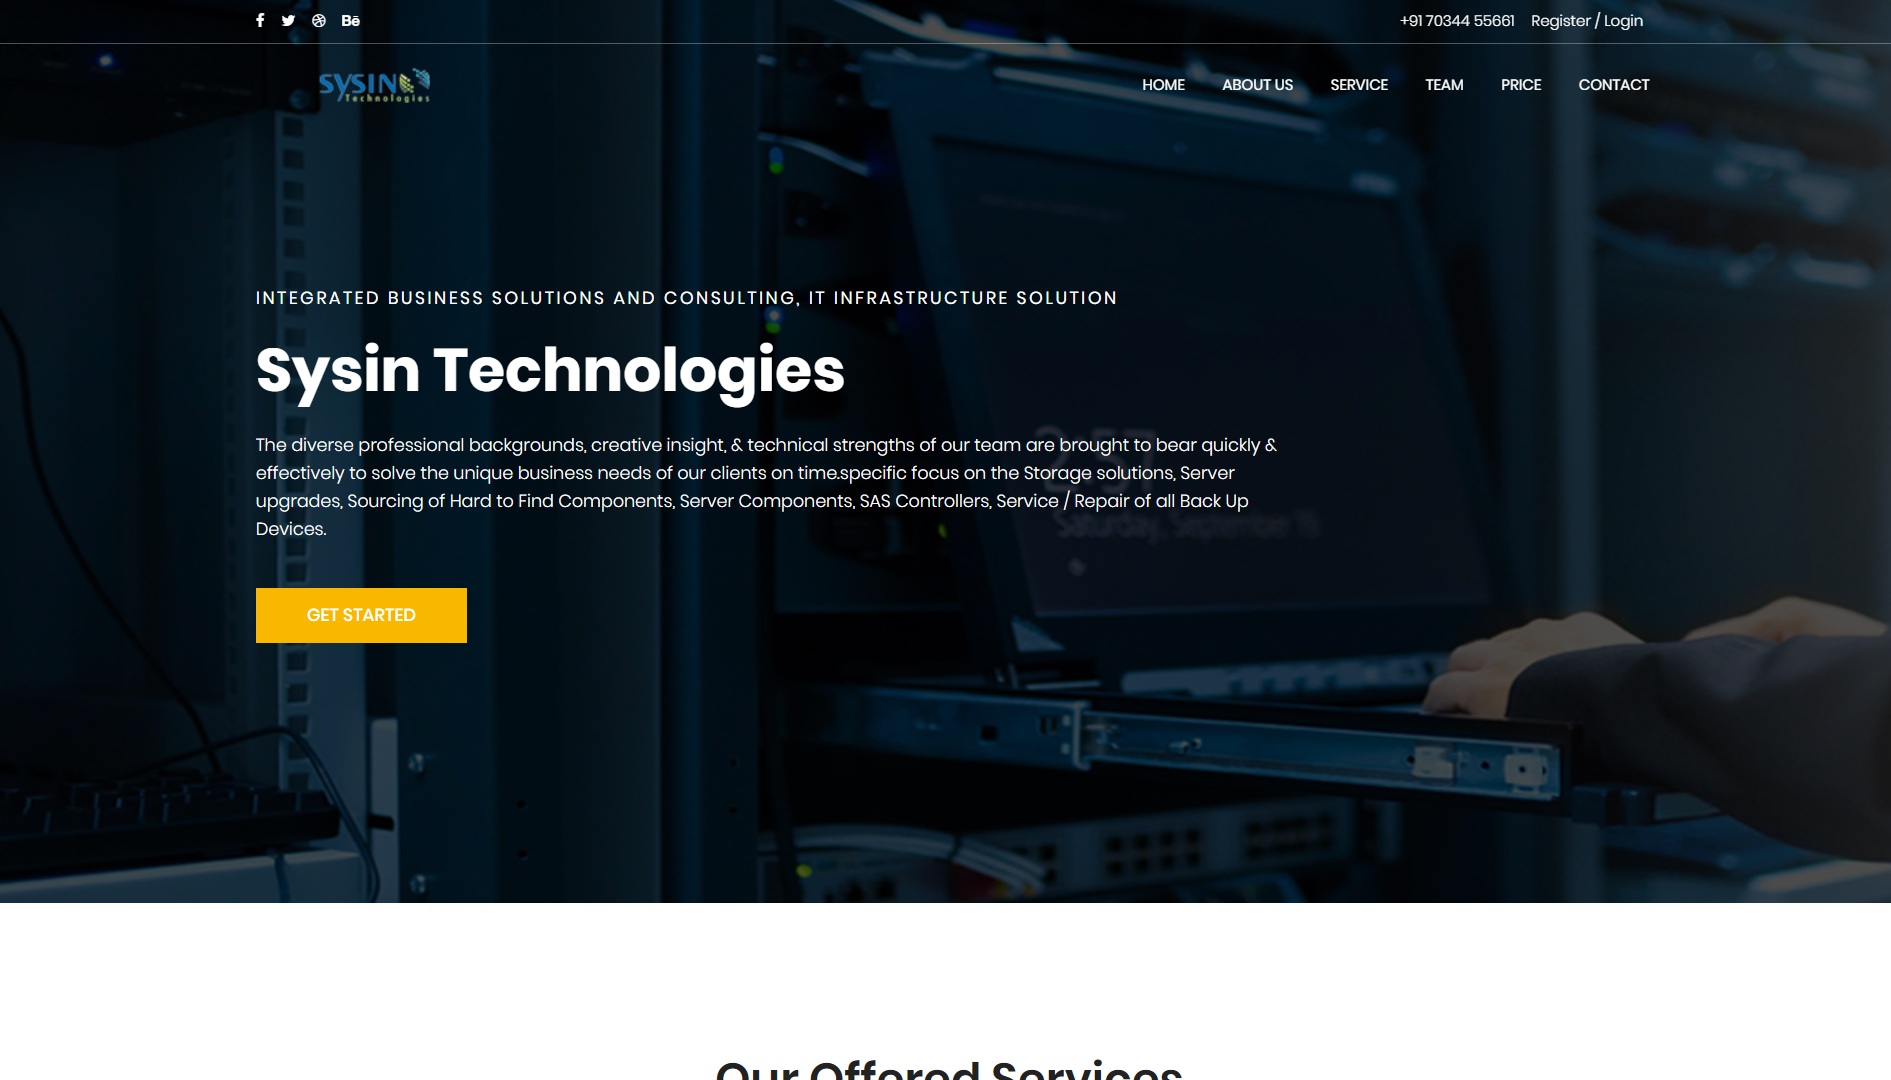 Bē
+91 70344 55661 Register / Login
SYSIN
Technologies
HOME ABOUT US SERVICE TEAM PRICE CONTACT
INTEGRATED BUSINESS SOLUTIONS AND CONSULTING, IT INFRASTRUCTURE SOLUTION
Sysin Technologies
The diverse professional backgrounds, creative insight, & technical strengths of our team are brought to bear quickly &
effectively to solve the unique business needs of our clients on time.specific focus on the Storage solutions, Server
upgrades, Sourcing of Hard to Find Components, Server Components, SAS Controllers, Service / Repair of all Back Up
Devices.
2:57
Saturday, September
GET STARTED
Our Offered Services